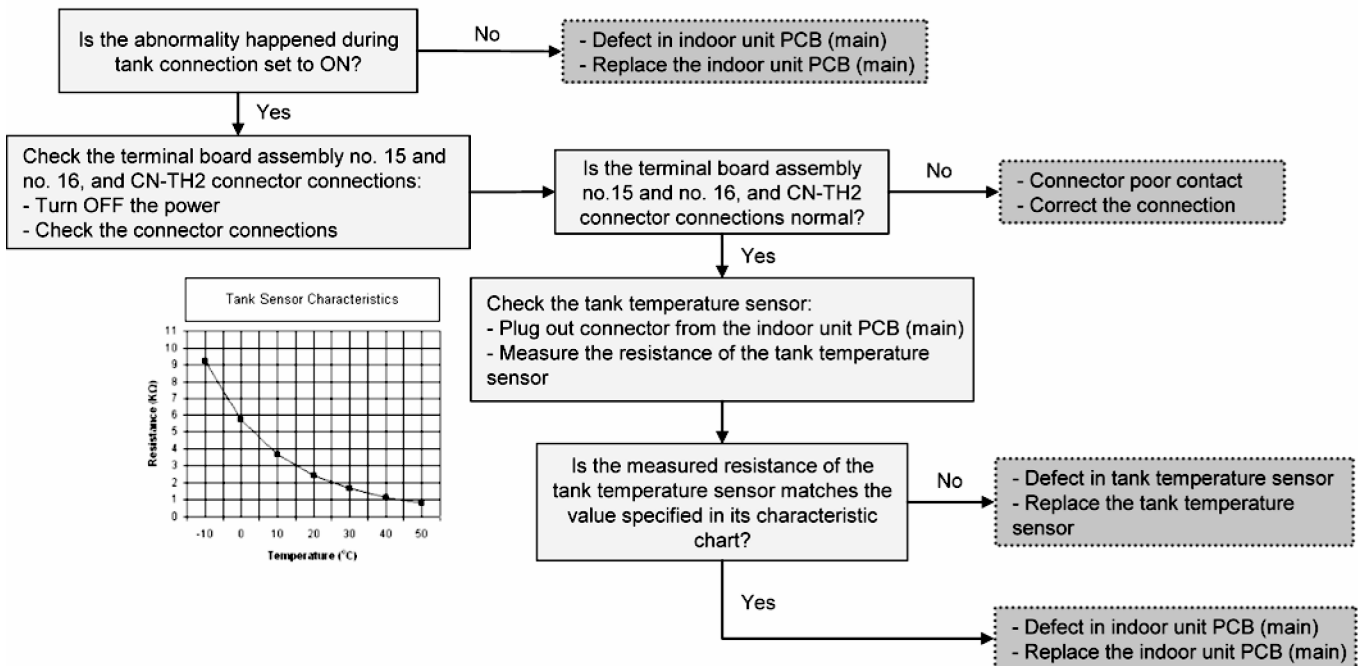 Is the abnormality happened during
tank connection set to ON?
No
- Defect in indoor unit PCB (main)
- Replace the indoor unit PCB (main)
Yes
Check the terminal board assembly no. 15 and
no. 16, and CN-TH2 connector connections:
- Turn OFF the power
- Check the connector connections
Is the terminal board assembly
no.15 and no. 16, and CN-TH2
connector connections normal?
No
- Connector poor contact
- Correct the connection
Yes
Tank Sensor Characteristics
11
10
9
8
7
6
5
4
3
2
1
0
Resistance (KΩ)
-10 0 10 20 30 40 50
Temperature (°C)
Check the tank temperature sensor:
- Plug out connector from the indoor unit PCB (main)
- Measure the resistance of the tank temperature
sensor
Is the measured resistance of the
tank temperature sensor matches the
value specified in its characteristic
chart?
No
- Defect in tank temperature sensor
- Replace the tank temperature
sensor
Yes
- Defect in indoor unit PCB (main)
- Replace the indoor unit PCB (main)